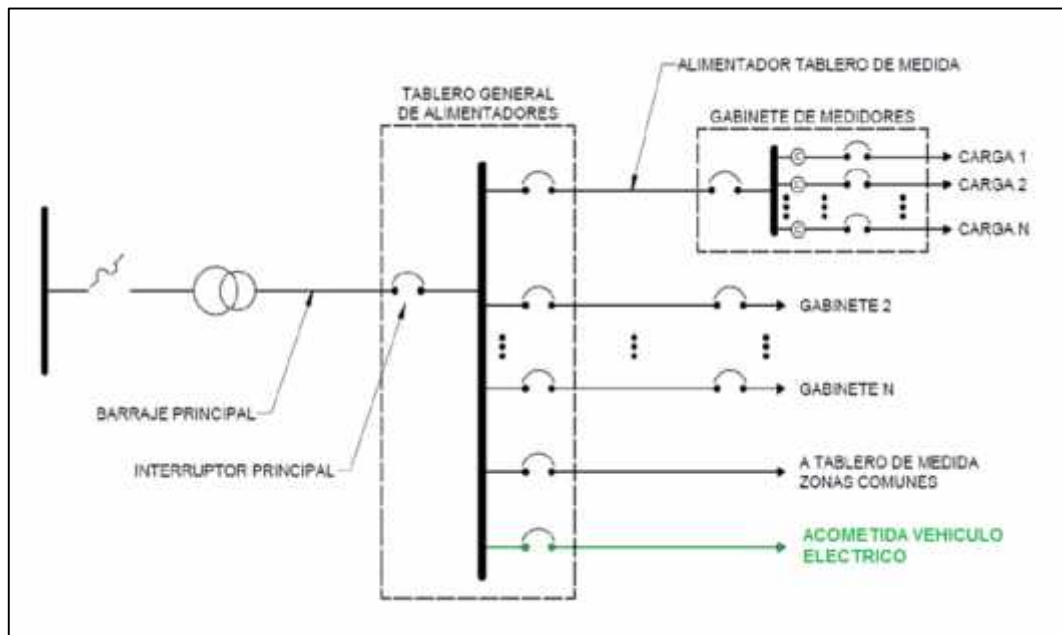 ALIMENTADOR TABLERO DE MEDIDA
TABLERO GENERAL
DE ALIMENTADORES
GABINETE DE MEDIDORES
C
CARGA 1
C
CARGA 2
C
CARGA N
GABINETE 2
GABINETE N
BARRAJE PRINCIPAL
INTERRUPTOR PRINCIPAL
A TABLERO DE MEDIDA
ZONAS COMUNES
ACOMETIDA VEHICULO
ELECTRICO